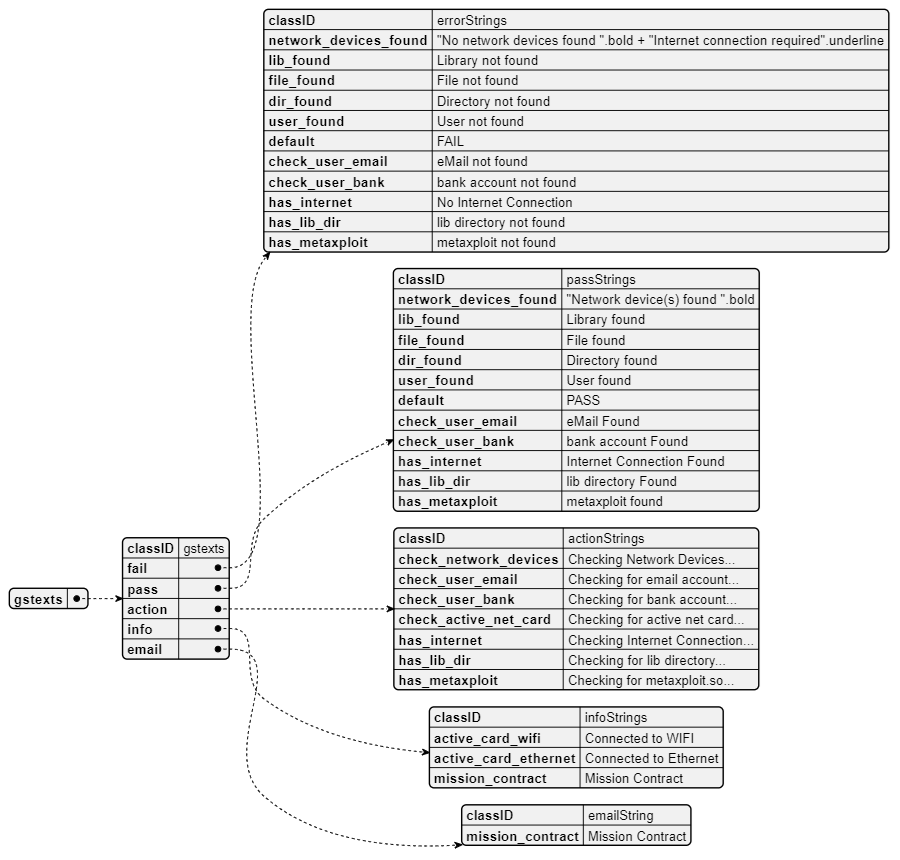 classID errorStrings
network_devices_found "No network devices found ".bold + "Internet connection required".underline
lib_found Library not found
file_found File not found
dir_found Directory not found
user_found User not found
default FAIL
check_user_email eMail not found
check_user_bank bank account not found
has_internet No Internet Connection
has_lib_dir lib directory not found
has_metaxploit metaxploit not found
classID passStrings
network_devices_found "Network device(s) found ".bold
lib_found Library found
file_found File found
dir_found Directory found
user_found User found
default PASS
check_user_email eMail Found
check_user_bank bank account Found
has_internet Internet Connection Found
has_lib_dir lib directory Found
has_metaxploit metaxploit found
gstexts
classID gstexts
fail
pass
action
info
email
classID actionStrings
check_network_devices Checking Network Devices...
check_user_email Checking for email account...
check_user_bank Checking for bank account...
check_active_net_card Checking for active net card...
has_internet Checking Internet Connection...
has_lib_dir Checking for lib directory...
has_metaxploit Checking for metaxploit.so...
classID infoStrings
active_card_wifi Connected to WIFI
active_card_ethernet Connected to Ethernet
mission_contract Mission Contract
classID emailString
mission_contract Mission Contract